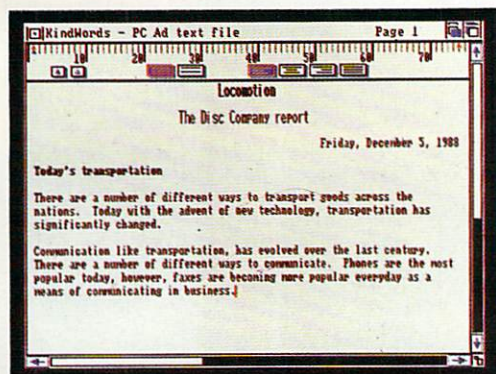 KindWords - PC Ad text file Page 1
10 20 30 40 50 60 70
Locomotion
The Disc Company report
Friday, December 5, 1988
Today's transportation
There are a number of different ways to transport goods across the
nations. Today with the advent of new technology, transportation has
significantly changed.
Communication like transportation, has evolved over the last century.
There are a number of different ways to communicate. Phones are the most
popular today, however, faxes are becoming more popular everyday as a
means of communicating in business.